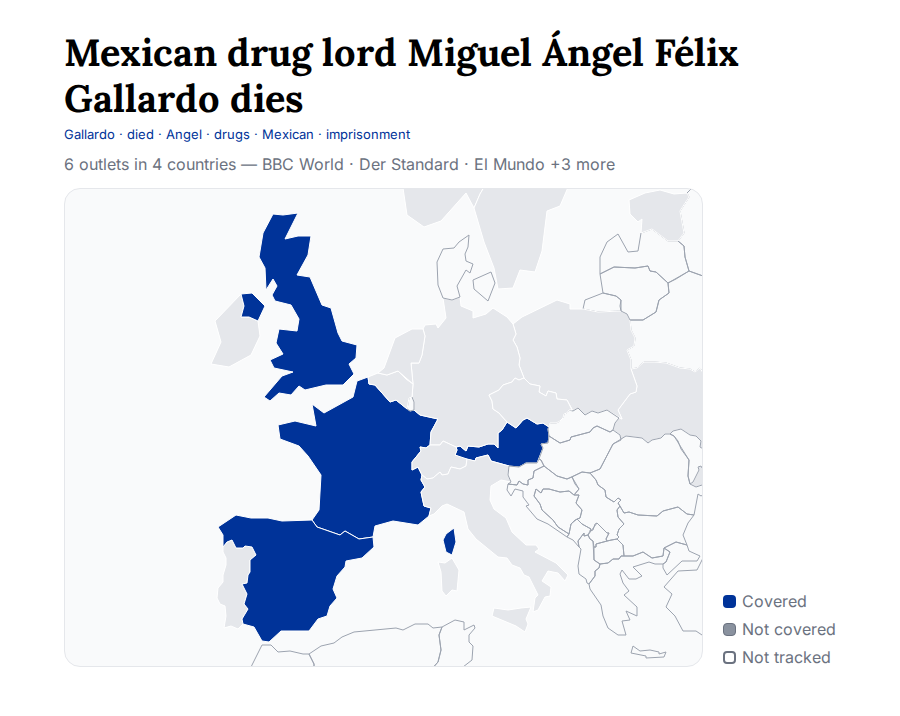 Mexican drug lord Miguel Ángel Félix
Gallardo dies
Gallardo · died · Angel · drugs · Mexican · imprisonment
6 outlets in 4 countries — BBC World · Der Standard · El Mundo +3 more
Covered
Not covered
Not tracked